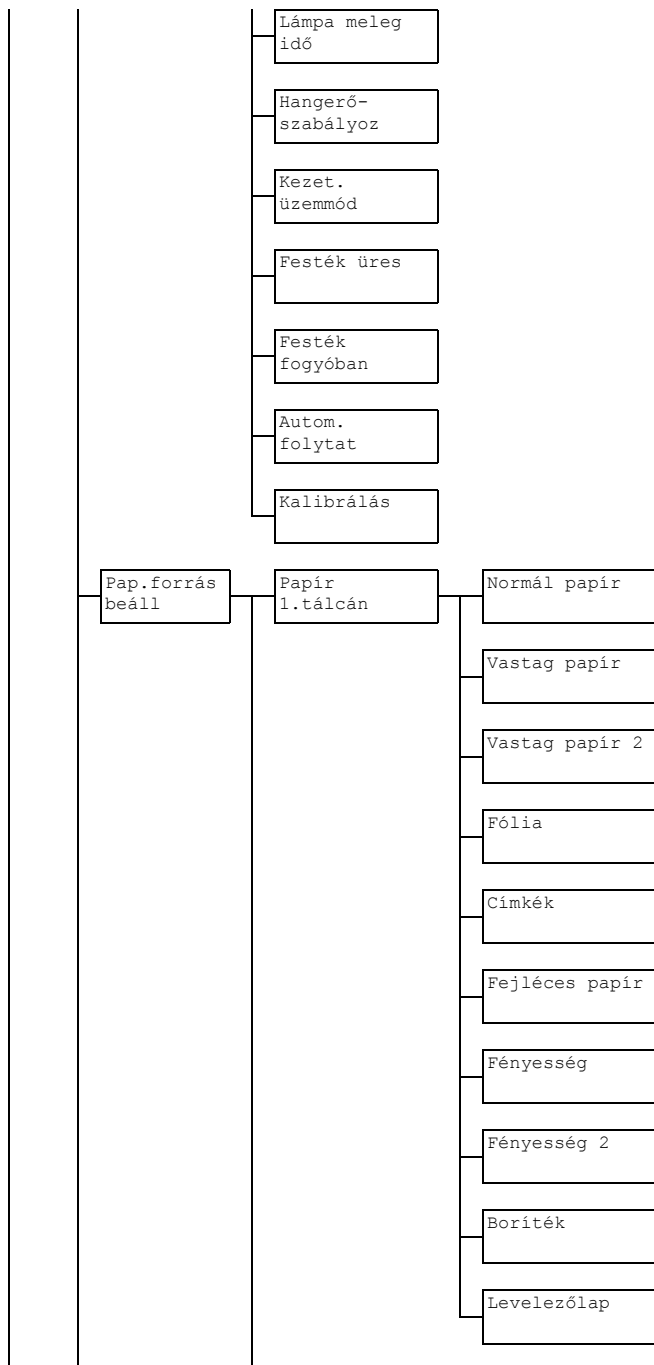 Lámpa meleg
idő
Hangerő-
szabályoz
Kezet.
üzemmód
Festék üres
Festék
fogyóban
Autom.
folytat
Kalibrálás
Pap.forrás
beáll
Papír
1.tálcán
Normál papír
Vastag papír
Vastag papír 2
Fólia
Címkék
Fejléces papír
Fényesség
Fényesség 2
Boríték
Levelezőlap